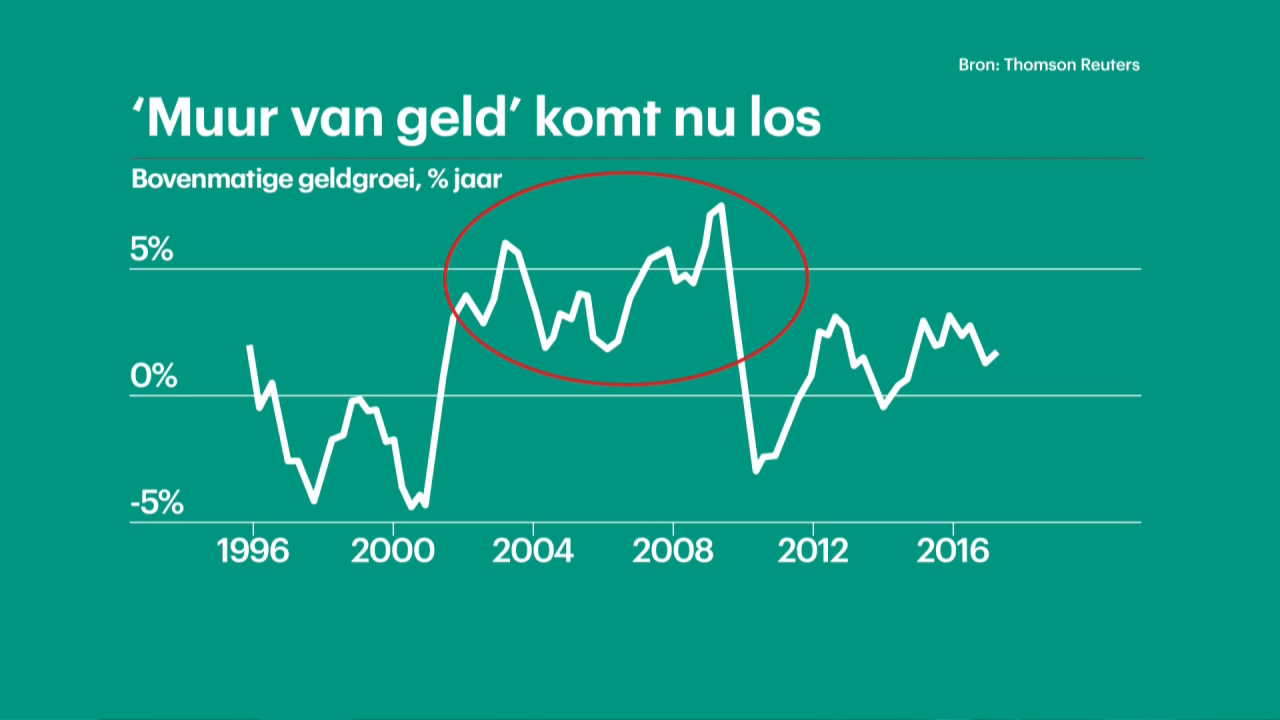 Bron: Thomson Reuters
‘Muur van geld’ komt nu los
Bovenmatige geldgroei, % jaar
5%
0%
-5%
1996 2000 2004 2008 2012 2016